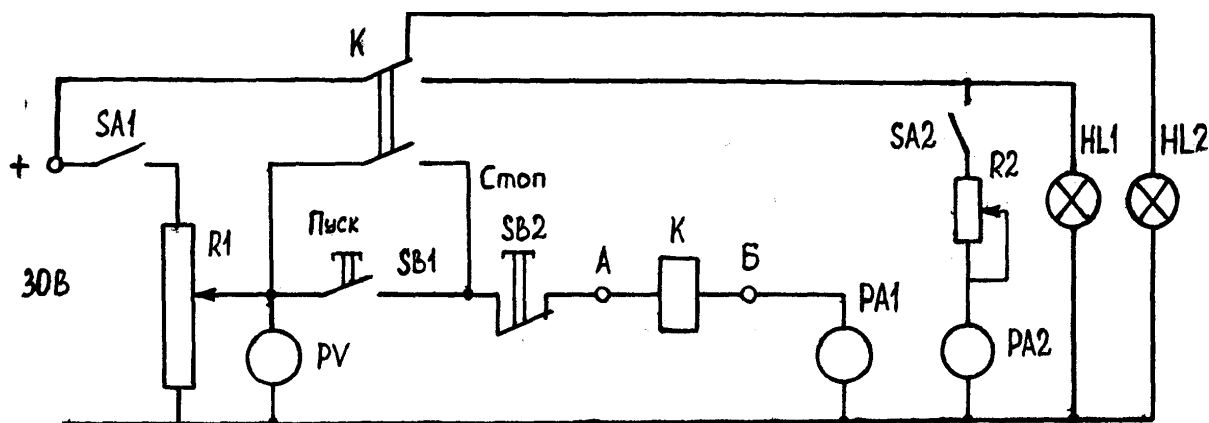 К
SA1
+
30В
R1
Пуск
SB1
Стоп
SB2
А
К
Б
PV
PA1
SA2
R2
PA2
HL1
HL2